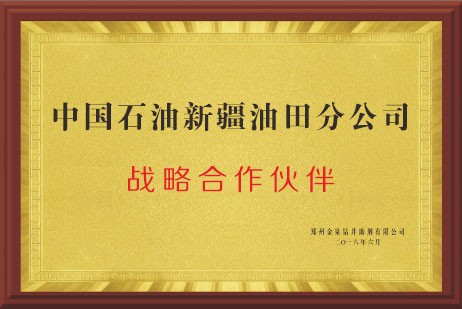 中国石油新疆油田分公司
战略合作伙伴
郑州金泉钻井助剂有限公司
二〇一八年六月